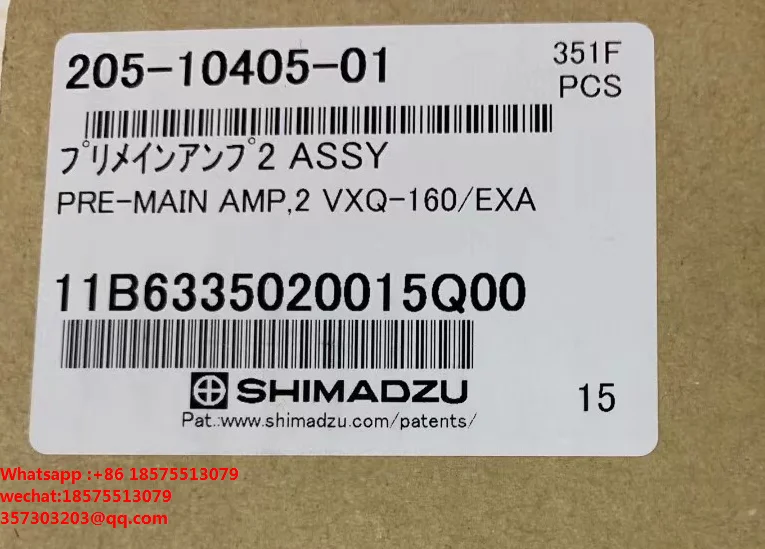 205-10405-01
351F
PCS
プリメインアンプ2 ASSY
PRE-MAIN AMP,2 VXQ-160/EXA
11B6335020015Q00
SHIMADZU
15
Pat.:www.shimadzu.com/patents/
Whatsapp :+86 18575513079
wechat:18575513079
357303203@qq.com